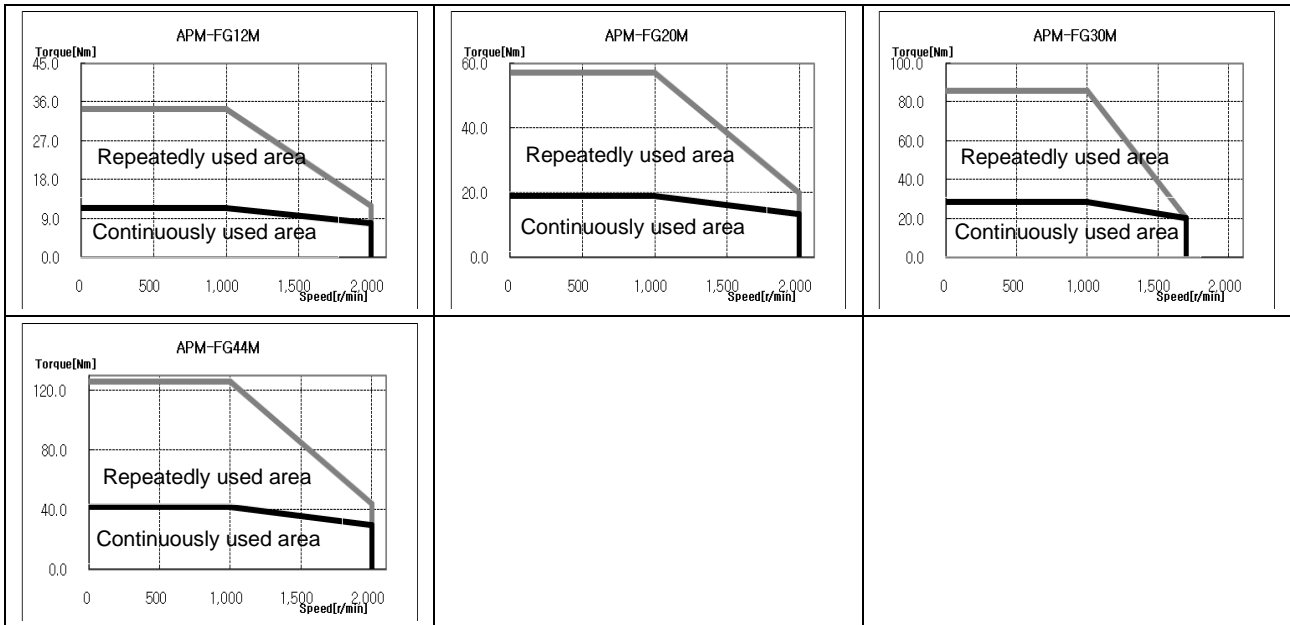 APM-FG12M
Torque[Nm]
45.0
36.0
27.0
18.0
9.0
0.0
Repeatedly used area
Continuously used area
0 500 1,000 1,500 2,000
Speed[r/min]
APM-FG20M
Torque[Nm]
60.0
40.0
20.0
0.0
Repeatedly used area
Continuously used area
0 500 1,000 1,500 2,000
Speed[r/min]
APM-FG30M
Torque[Nm]
100.0
80.0
60.0
40.0
20.0
0.0
Repeatedly used area
Continuously used area
0 500 1,000 1,500 2,000
Speed[r/min]
APM-FG44M
Torque[Nm]
120.0
80.0
40.0
0.0
Repeatedly used area
Continuously used area
0 500 1,000 1,500 2,000
Speed[r/min]